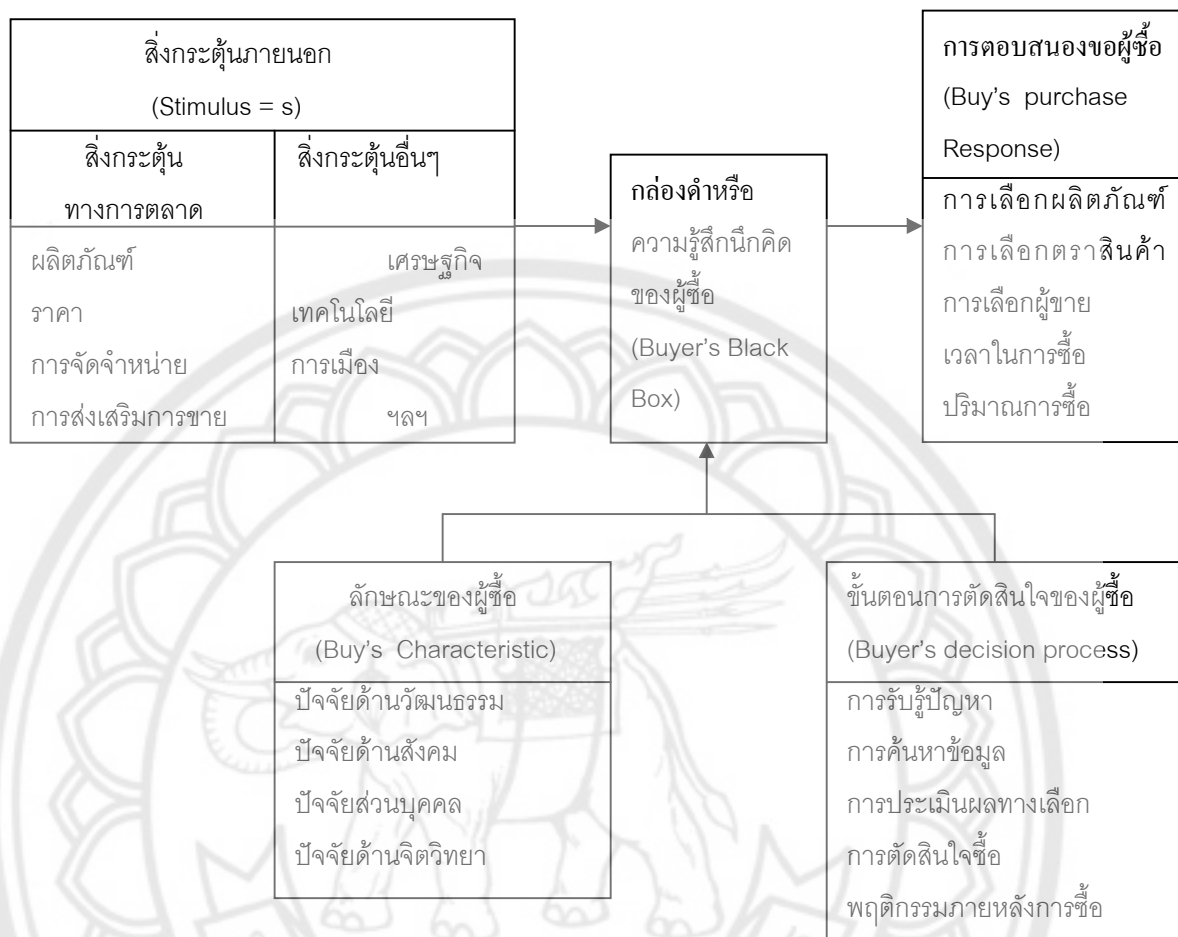 สิ่งกระตุ้นภายนอก
(Stimulus = s)
สิ่งกระตุ้น
ทางการตลาด
สิ่งกระตุ้นอื่นๆ
ผลิตภัณฑ์
ราคา
การจัดจำหน่าย
การส่งเสริมการขาย
เศรษฐกิจ
เทคโนโลยี
การเมือง
ฯลฯ
กล่องดำหรือ
ความรู้สึกนึกคิด
ของผู้ซื้อ
(Buyer's Black
Box)
การตอบสนองขอผู้ซื้อ
(Buy's purchase
Response)
การเลือกผลิตภัณฑ์
การเลือกตราสินค้า
การเลือกผู้ขาย
เวลาในการซื้อ
ปริมาณการซื้อ
ลักษณะของผู้ซื้อ
(Buy's Characteristic)
ปัจจัยด้านวัฒนธรรม
ปัจจัยด้านสังคม
ปัจจัยส่วนบุคคล
ปัจจัยด้านจิตวิทยา
ขั้นตอนการตัดสินใจของผู้ซื้อ
(Buyer's decision process)
การรับรู้ปัญหา
การค้นหาข้อมูล
การประเมินผลทางเลือก
การตัดสินใจซื้อ
พฤติกรรมภายหลังการซื้อ